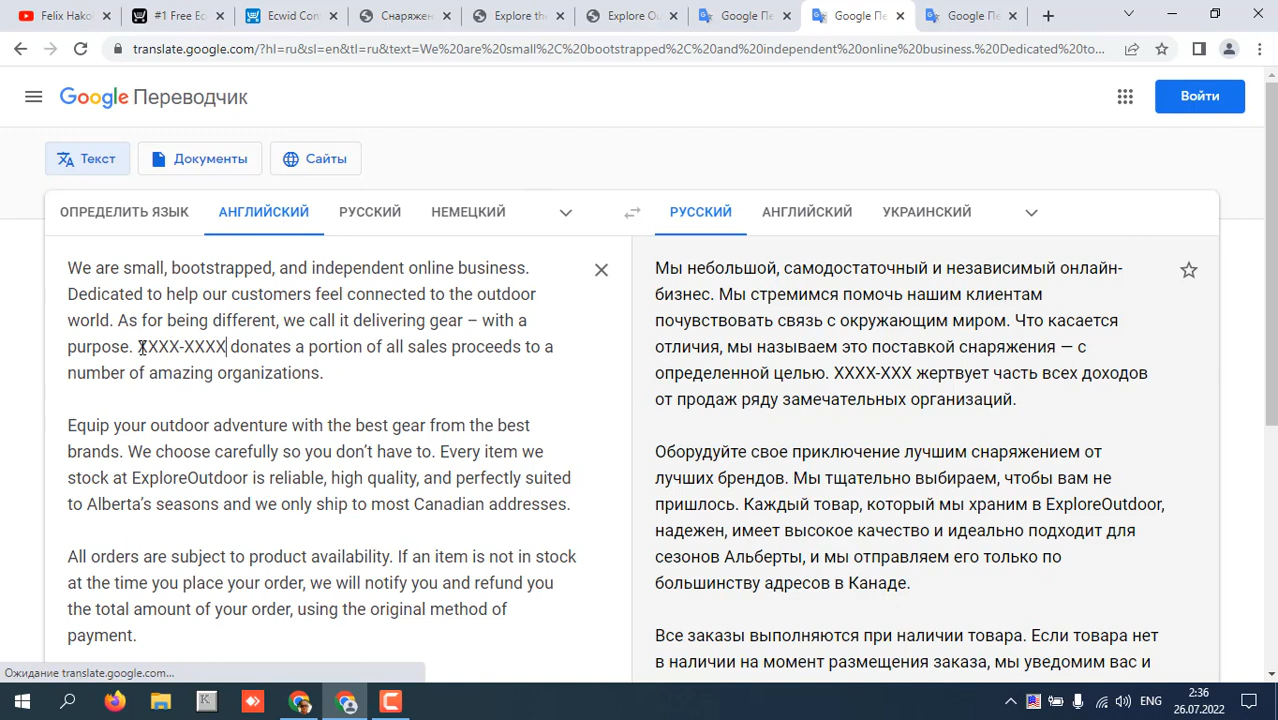 Felix Hako
#1 Free Ec
Ecwid Con
Снаряжен
Explore the
Explore Ou
Google Пе
Google Пе
Google Пе
translate.google.com/?hl=ru&sl=en&tl=ru&text=We%20are%20small%2C%20bootstrapped%2C%20and%20independent%20online%20business.%20Dedicated%20to...
Google Переводчик
Войти
Текст
Документы
Сайты
ОПРЕДЕЛИТЬ ЯЗЫК АНГЛИЙСКИЙ РУССКИЙ НЕМЕЦКИЙ
РУССКИЙ АНГЛИЙСКИЙ УКРАИНСКИЙ
We are small, bootstrapped, and independent online business.
Dedicated to help our customers feel connected to the outdoor
world. As for being different, we call it delivering gear – with a
purpose. XXXX-XXXX donates a portion of all sales proceeds to a
number of amazing organizations.
Equip your outdoor adventure with the best gear from the best
brands. We choose carefully so you don’t have to. Every item we
stock at ExploreOutdoor is reliable, high quality, and perfectly suited
to Alberta’s seasons and we only ship to most Canadian addresses.
All orders are subject to product availability. If an item is not in stock
at the time you place your order, we will notify you and refund you
the total amount of your order, using the original method of
payment.
Мы небольшой, самодостаточный и независимый онлайн-
бизнес. Мы стремимся помочь нашим клиентам
почувствовать связь с окружающим миром. Что касается
отличия, мы называем это поставкой снаряжения — с
определенной целью. XXXX-XXX жертвует часть всех доходов
от продаж ряду замечательных организаций.
Оборудуйте свое приключение лучшим снаряжением от
лучших брендов. Мы тщательно выбираем, чтобы вам не
пришлось. Каждый товар, который мы храним в ExploreOutdoor,
надежен, имеет высокое качество и идеально подходит для
сезонов Альберты, и мы отправляем его только по
большинству адресов в Канаде.
Все заказы выполняются при наличии товара. Если товара нет
в наличии на момент размещения заказа, мы уведомим вас и
Ожидание translate.google.com...
ENG
2:36
26.07.2022